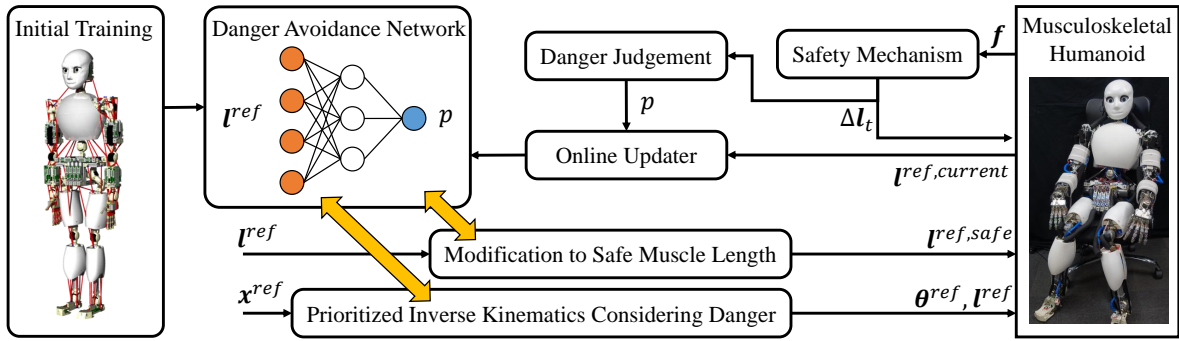 Initial Training
Danger Avoidance Network
l^{ref}
p
Danger Judgement
p
Online Updater
Safety Mechanism
f
Δl_t
l^{ref,current}
Musculoskeletal
Humanoid
l^{ref}
Modification to Safe Muscle Length
l^{ref,safe}
x^{ref}
Prioritized Inverse Kinematics Considering Danger
θ^{ref}, l^{ref}